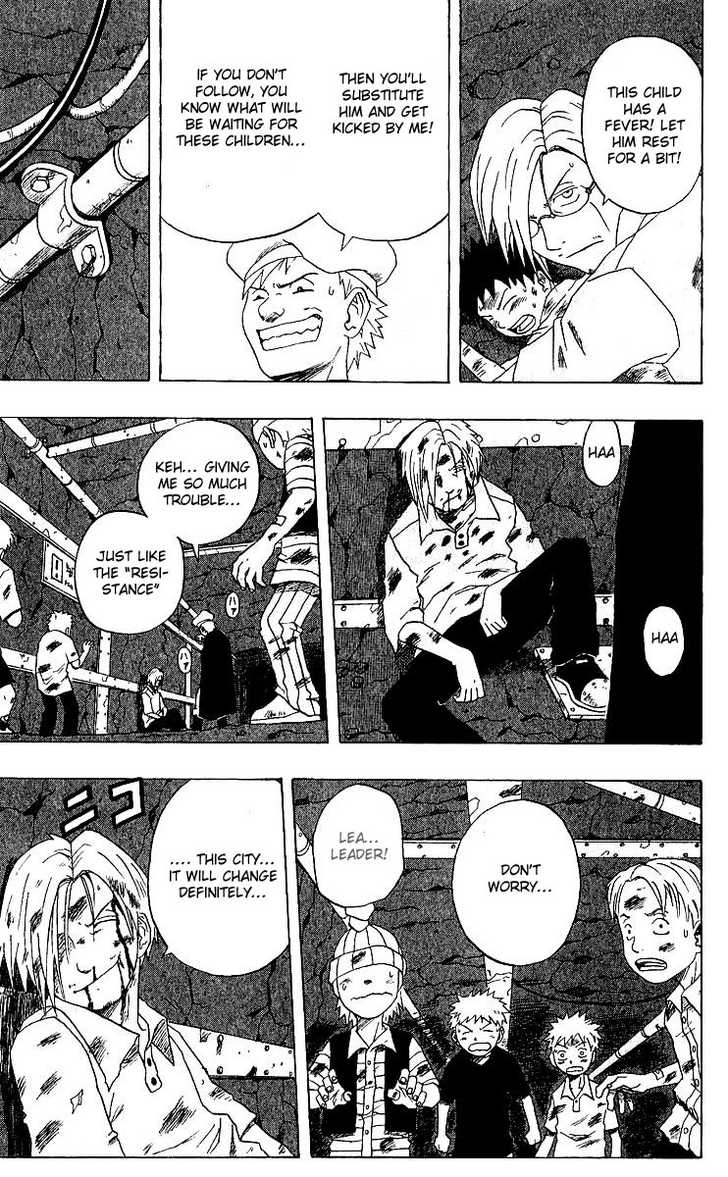 THIS CHILD
HAS A
FEVER! LET
HIM REST
FOR A BIT!
THEN YOU'LL
SUBSTITUTE
HIM AND GET
KICKED BY ME!
IF YOU DON'T
FOLLOW, YOU
KNOW WHAT WILL
BE WAITING FOR
THESE CHILDREN...
HAA
HAA
KEH... GIVING
ME SO MUCH
TROUBLE...
JUST LIKE
THE "RESI-
STANCE"
DON'T
WORRY...
LEA...
LEADER!
.... THIS CITY...
IT WILL CHANGE
DEFINITELY...
ニコ